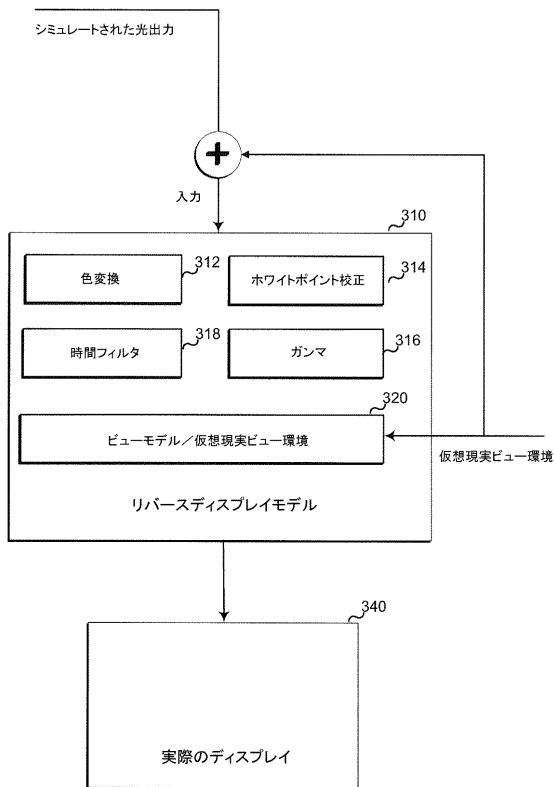 シミュレートされた光出力
+
入力
310
色変換
312
ホワイトポイント校正
314
時間フィルタ
318
ガンマ
316
320
ビューモデル／仮想現実ビュー環境
仮想現実ビュー環境
リバースディスプレイモデル
340
実際のディスプレイ